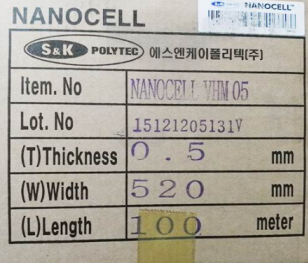 NANOCELL
NANOCELL
S&K POLYTEC 에스엔케이폴리텍(주)
Item. No NANOCELL VHM 05
Lot. No 15121205131V
(T)Thickness 0.5 mm
(W)Width 520 mm
(L)Length 100 meter